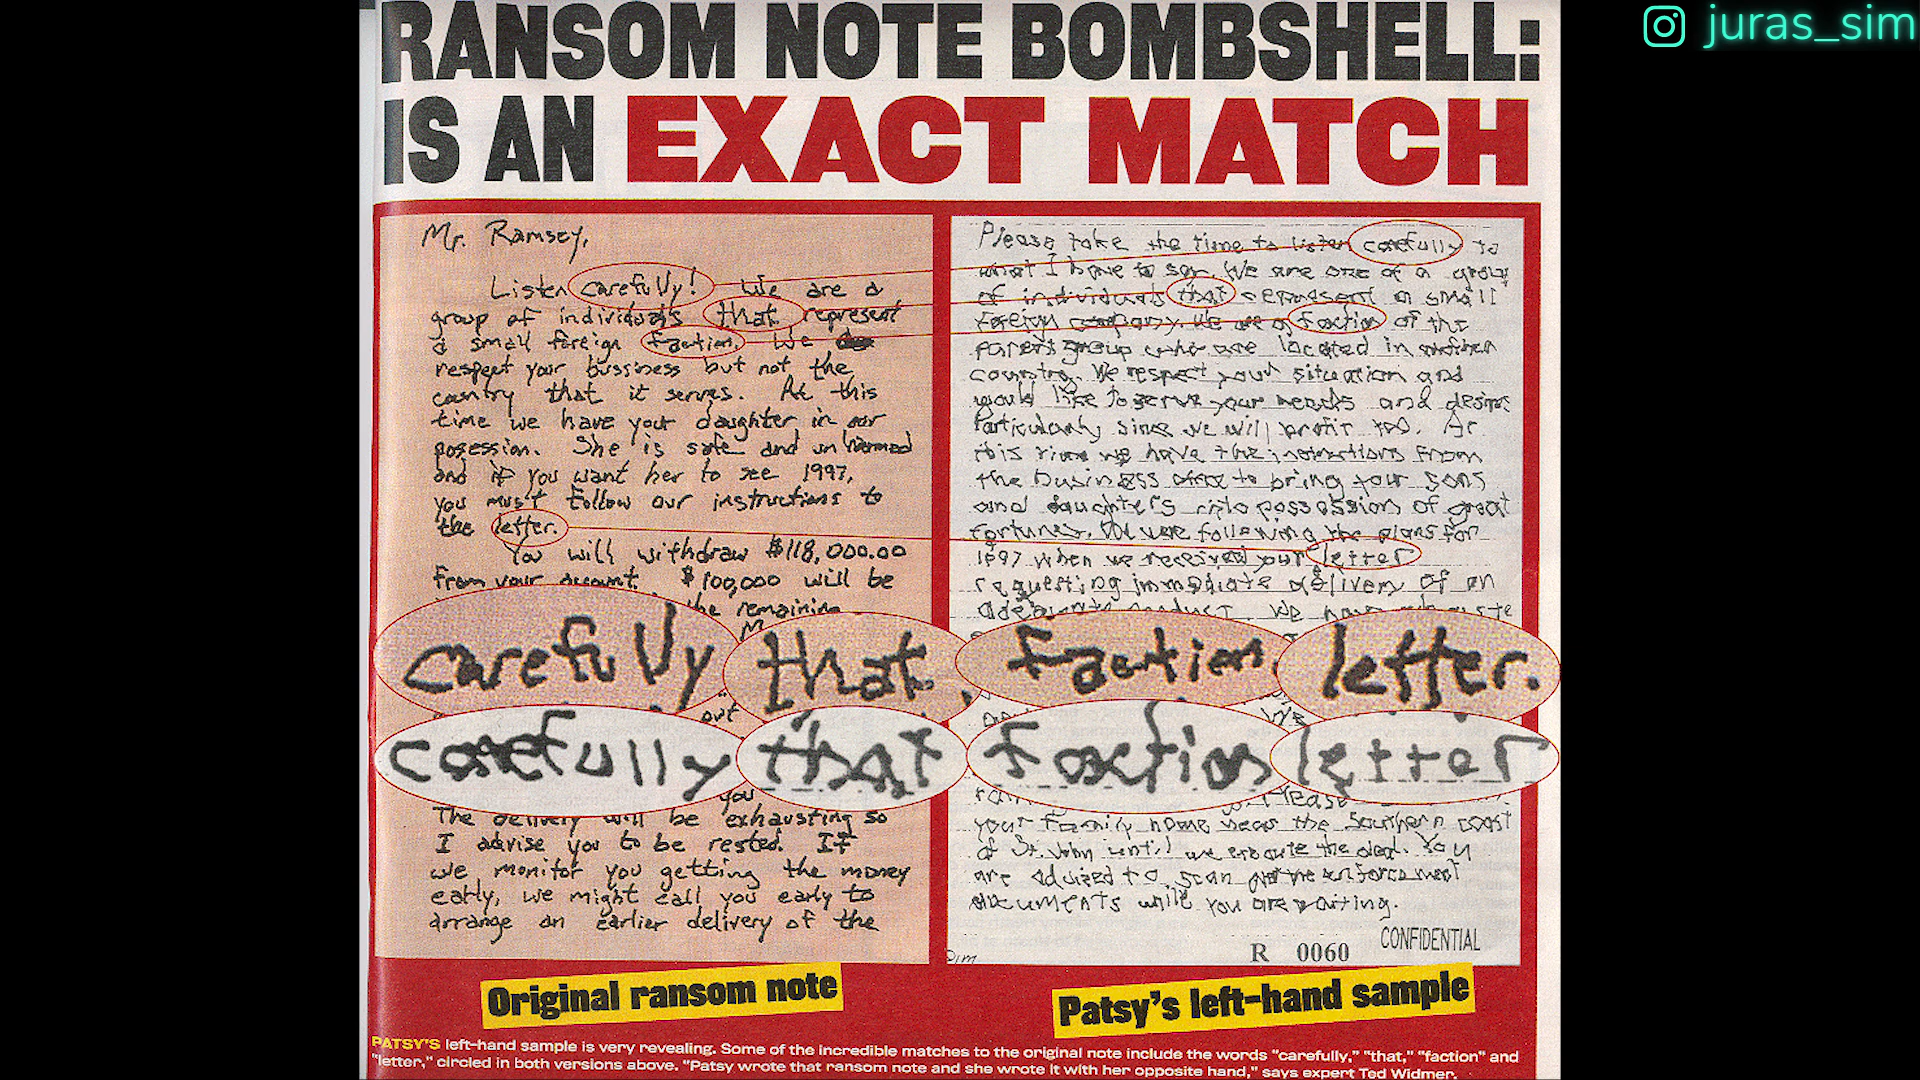 juras_sim
RANSOM NOTE BOMBSHELL:
IS AN EXACT MATCH
Mr. Ramsey,
Listen carefully! We are a
group of individuals that represent
a small foreign faction. We
respect your bussiness but not the
country that it serves. At this
time we have your daughter in our
posession. She is safe and unharmed
and if you want her to see 1997,
you must follow our instructions to
the letter.
You will withdraw $118,000.00
from your account. $100,000 will be
the remaining
out
you
The delivery will be exhausting so
I advise you to be rested. If
we monitor you getting the money
early, we might call you early to
arrange an earlier delivery of the
Please take the time to listen carefully to
what I have to say. We are one of a group
of individuals that represent a small
foreign company. We are a faction of the
parent group who are located in another
country. We respect your situation and
would like to serve your needs and desires
particularly since we will profit too. At
this time we have the instructions from
the business office to bring your sons
and daughters into possession of great
fortunes. We were following the plans for
1997 when we received your letter
requesting immediate delivery of an
adequate product. We have
Please
your family home near the Southern coast
of St. John until we execute the deal. You
are advized to scan the enforcement
documents while you are waiting.
R 0060 CONFIDENTIAL
carefully that faction. letter.
carefully that faction letter
Original ransom note
Patsy's left-hand sample
PATSY'S left-hand sample is very revealing. Some of the incredible matches to the original note include the words "carefully," "that," "faction" and
"letter," circled in both versions above. "Patsy wrote that ransom note and she wrote it with her opposite hand," says expert Ted Widmer.